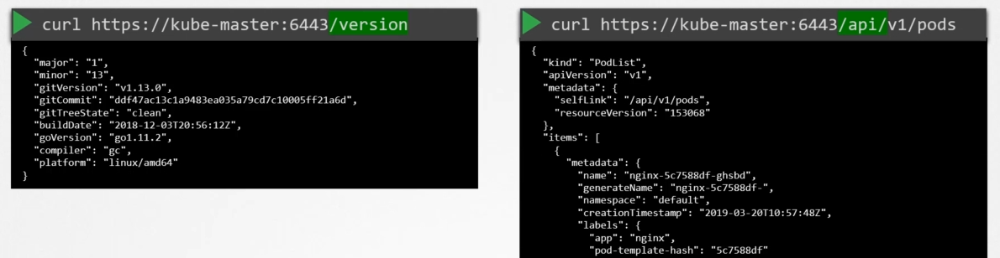 curl https://kube-master:6443/version
{
  "major": "1",
  "minor": "13",
  "gitVersion": "v1.13.0",
  "gitCommit": "ddf47ac13c1a9483ea035a79cd7c10005ff21a6d",
  "gitTreeState": "clean",
  "buildDate": "2018-12-03T20:56:12Z",
  "goVersion": "go1.11.2",
  "compiler": "gc",
  "platform": "linux/amd64"
}
curl https://kube-master:6443/api/v1/pods
{
  "kind": "PodList",
  "apiVersion": "v1",
  "metadata": {
    "selfLink": "/api/v1/pods",
    "resourceVersion": "153068"
  },
  "items": [
    {
      "metadata": {
        "name": "nginx-5c7588df-ghsbd",
        "generateName": "nginx-5c7588df-",
        "namespace": "default",
        "creationTimestamp": "2019-03-20T10:57:48Z",
        "labels": {
          "app": "nginx",
          "pod-template-hash": "5c7588df"